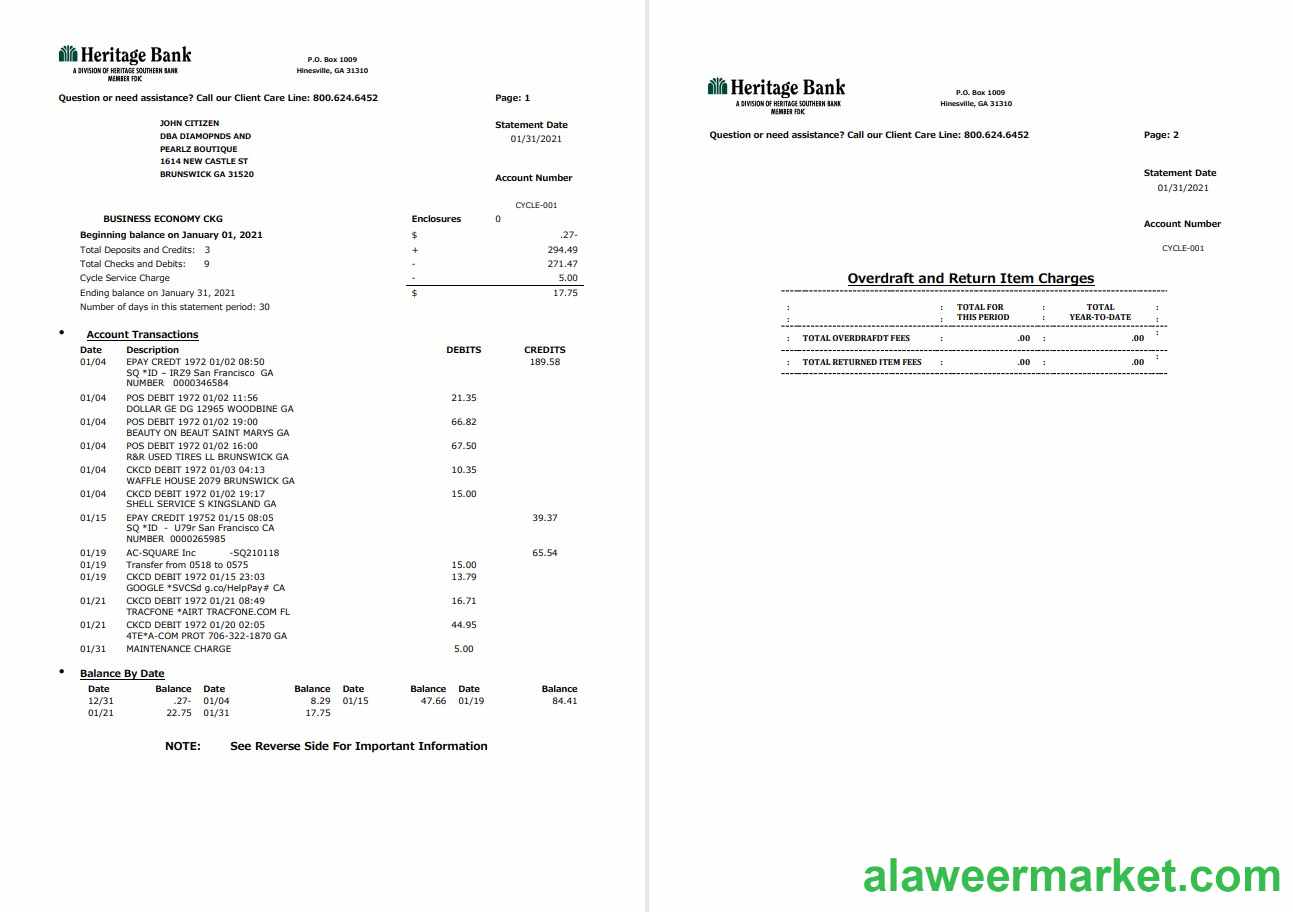 Heritage Bank
A DIVISION OF HERITAGE SOUTHERN BANK
MEMBER FDIC
P.O. Box 1009
Hinesville, GA 31310
Question or need assistance? Call our Client Care Line: 800.624.6452 Page: 1
JOHN CITIZEN
DBA DIAMOPNDS AND
PEARLZ BOUTIQUE
1614 NEW CASTLE ST
BRUNSWICK GA 31520
Statement Date
01/31/2021
Account Number
CYCLE-001
BUSINESS ECONOMY CKG Enclosures 0
Beginning balance on January 01, 2021 $ .27-
Total Deposits and Credits: 3 + 294.49
Total Checks and Debits: 9 - 271.47
Cycle Service Charge - 5.00
Ending balance on January 31, 2021 $ 17.75
Number of days in this statement period: 30
• Account Transactions
Date Description DEBITS CREDITS
01/04 EPAY CREDT 1972 01/02 08:50 189.58
SQ *ID – IRZ9 San Francisco GA
NUMBER 0000346584
01/04 POS DEBIT 1972 01/02 11:56 21.35
DOLLAR GE DG 12965 WOODBINE GA
01/04 POS DEBIT 1972 01/02 19:00 66.82
BEAUTY ON BEAUT SAINT MARYS GA
01/04 POS DEBIT 1972 01/02 16:00 67.50
R&R USED TIRES LL BRUNSWICK GA
01/04 CKCD DEBIT 1972 01/03 04:13 10.35
WAFFLE HOUSE 2079 BRUNSWICK GA
01/04 CKCD DEBIT 1972 01/02 19:17 15.00
SHELL SERVICE S KINGSLAND GA
01/15 EPAY CREDIT 19752 01/15 08:05 39.37
SQ *ID - U79r San Francisco CA
NUMBER 0000265985
01/19 AC-SQUARE Inc -SQ210118 65.54
01/19 Transfer from 0518 to 0575 15.00
01/19 CKCD DEBIT 1972 01/15 23:03 13.79
GOOGLE *SVCSd g.co/HelpPay# CA
01/21 CKCD DEBIT 1972 01/21 08:49 16.71
TRACFONE *AIRT TRACFONE.COM FL
01/21 CKCD DEBIT 1972 01/20 02:05 44.95
4TE*A-COM PROT 706-322-1870 GA
01/31 MAINTENANCE CHARGE 5.00
• Balance By Date
Date Balance Date Balance Date Balance Date Balance
12/31 .27- 01/04 8.29 01/15 47.66 01/19 84.41
01/21 22.75 01/31 17.75
NOTE: See Reverse Side For Important Information
Heritage Bank
A DIVISION OF HERITAGE SOUTHERN BANK
MEMBER FDIC
P.O. Box 1009
Hinesville, GA 31310
Question or need assistance? Call our Client Care Line: 800.624.6452 Page: 2
Statement Date
01/31/2021
Account Number
CYCLE-001
Overdraft and Return Item Charges
: : TOTAL FOR : TOTAL :
: : THIS PERIOD : YEAR-TO-DATE :
: TOTAL OVERDRAFDT FEES : .00 : .00 :
: TOTAL RETURNED ITEM FEES : .00 : .00 :
alaweermarket.com